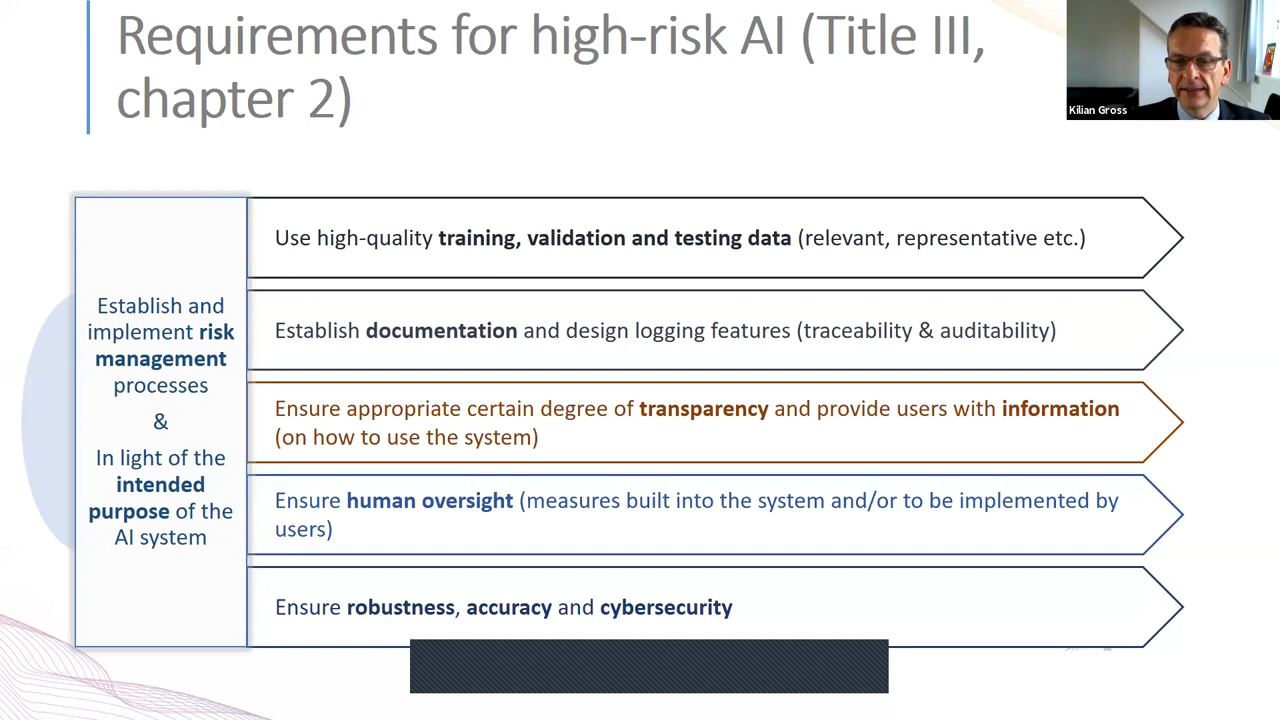 Requirements for high-risk AI (Title III,
chapter 2)
Kilian Gross
Establish and
implement risk
management
processes
&
In light of the
intended
purpose of the
AI system
Use high-quality training, validation and testing data (relevant, representative etc.)
Establish documentation and design logging features (traceability & auditability)
Ensure appropriate certain degree of transparency and provide users with information
(on how to use the system)
Ensure human oversight (measures built into the system and/or to be implemented by
users)
Ensure robustness, accuracy and cybersecurity